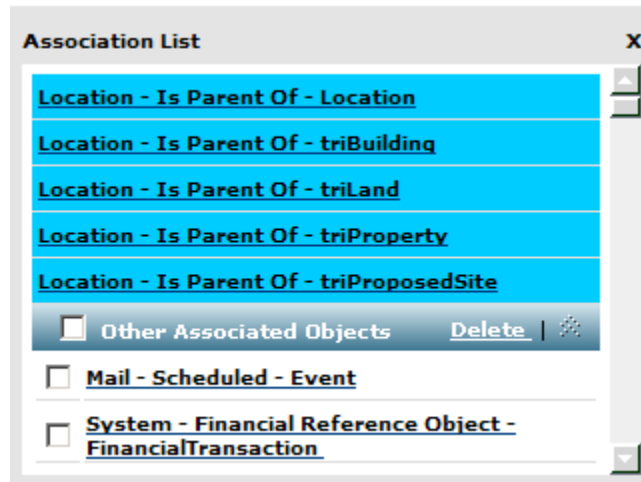 Association List X
Location - Is Parent Of - Location
Location - Is Parent Of - triBuilding
Location - Is Parent Of - triLand
Location - Is Parent Of - triProperty
Location - Is Parent Of - triProposedSite
Other Associated Objects Delete |
Mail - Scheduled - Event
System - Financial Reference Object -
FinancialTransaction